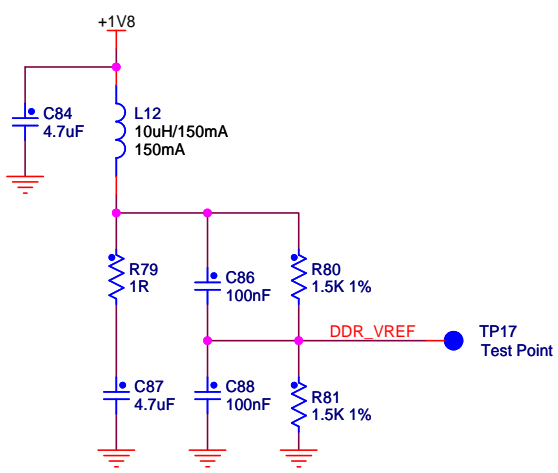 +1V8
C84
4.7uF
L12
10uH/150mA
150mA
R79
1R
C86
100nF
R80
1.5K 1%
DDR_VREF
TP17
Test Point
C87
4.7uF
C88
100nF
R81
1.5K 1%